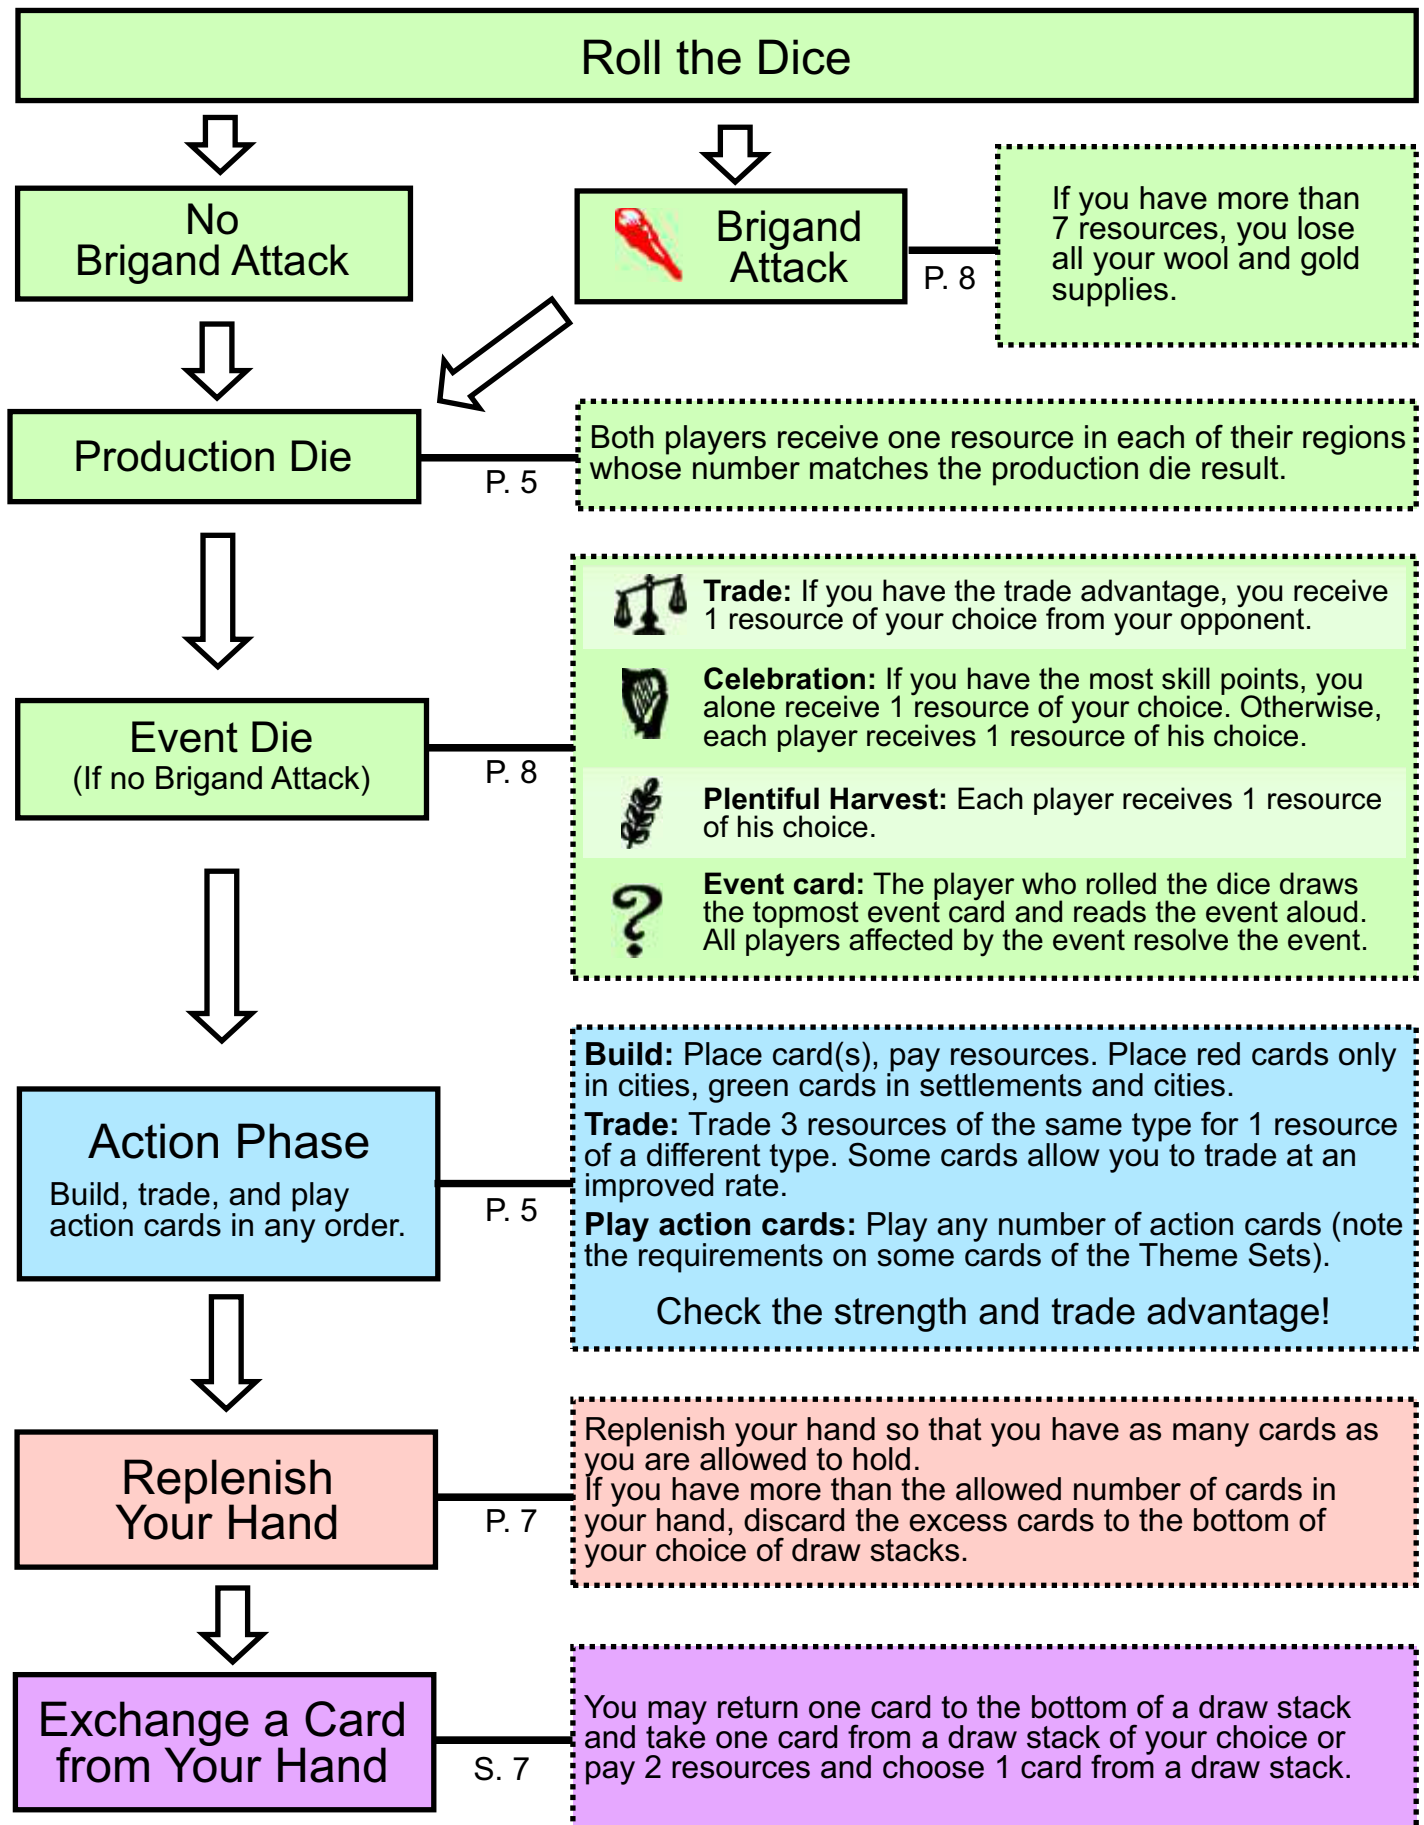 Roll the Dice
No
Brigand Attack
Brigand
Attack
P. 8
If you have more than
7 resources, you lose
all your wool and gold
supplies.
Production Die
P. 5
Both players receive one resource in each of their regions
whose number matches the production die result.
Event Die
(If no Brigand Attack)
P. 8
Trade: If you have the trade advantage, you receive
1 resource of your choice from your opponent.
Celebration: If you have the most skill points, you
alone receive 1 resource of your choice. Otherwise,
each player receives 1 resource of his choice.
Plentiful Harvest: Each player receives 1 resource
of his choice.
?
Event card: The player who rolled the dice draws
the topmost event card and reads the event aloud.
All players affected by the event resolve the event.
Action Phase
Build, trade, and play
action cards in any order.
P. 5
Build: Place card(s), pay resources. Place red cards only
in cities, green cards in settlements and cities.
Trade: Trade 3 resources of the same type for 1 resource
of a different type. Some cards allow you to trade at an
improved rate.
Play action cards: Play any number of action cards (note
the requirements on some cards of the Theme Sets).
Check the strength and trade advantage!
Replenish
Your Hand
P. 7
Replenish your hand so that you have as many cards as
you are allowed to hold.
If you have more than the allowed number of cards in
your hand, discard the excess cards to the bottom of
your choice of draw stacks.
Exchange a Card
from Your Hand
S. 7
You may return one card to the bottom of a draw stack
and take one card from a draw stack of your choice or
pay 2 resources and choose 1 card from a draw stack.